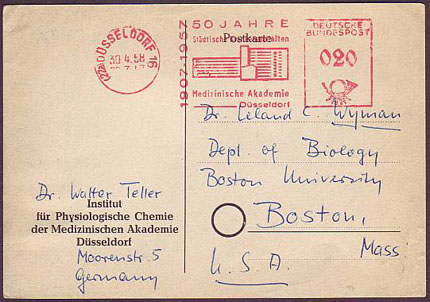 50 JAHRE
Städtische Krankenanstalten
Postkarte
1907-1957
Medizinische Akademie
Düsseldorf
DÜSSELDORF 16
30.4.58
DEUTSCHE
BUNDESPOST
020
Dr. Leland C. Wyman
Dept. of Biology
Boston University
Boston,
Mass
U.S.A.
Dr. Walter Teller
Institut
für Physiologische Chemie
der Medizinischen Akademie
Düsseldorf
Moorenstr. 5
Germany